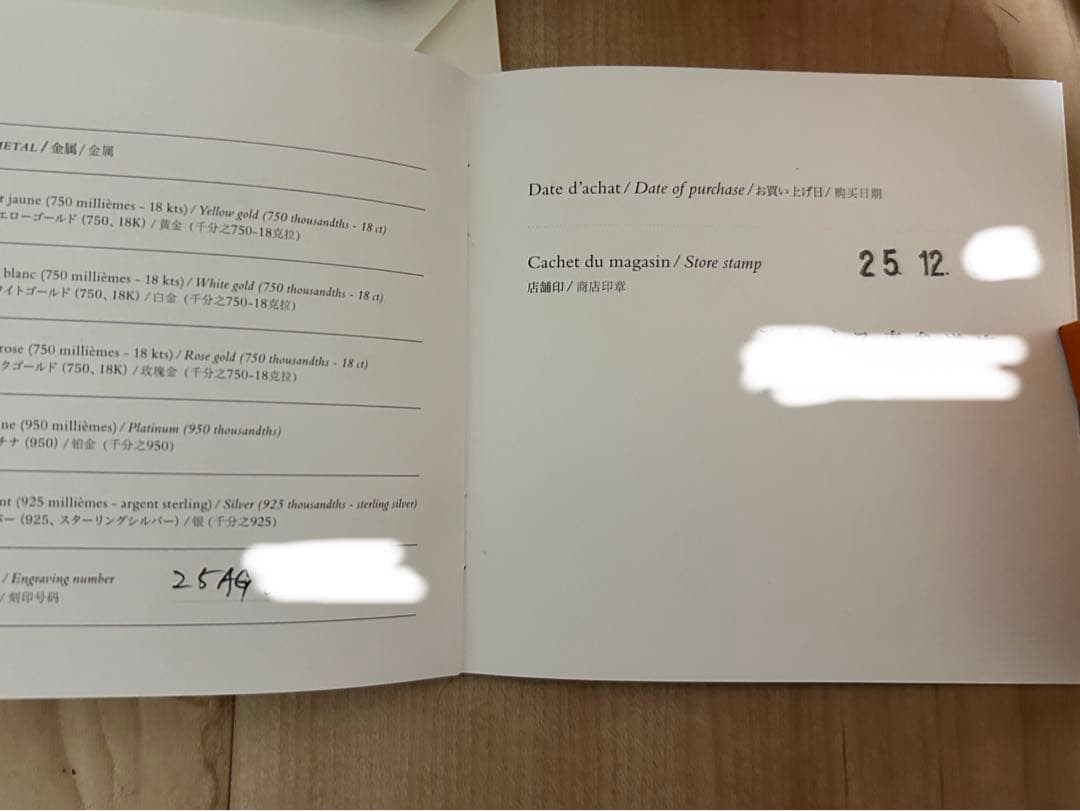 METAL / 金属 / 金属
r jaune (750 millièmes - 18 kts) / Yellow gold (750 thousandths - 18 ct)
エローゴールド (750、18K) / 黄金 (千分之750-18克拉)
blanc (750 millièmes - 18 kts) / White gold (750 thousandths - 18 ct)
イトゴールド (750、18K) / 白金 (千分之750-18克拉)
rose (750 millièmes - 18 kts) / Rose gold (750 thousandths - 18 ct)
クゴールド (750、18K) / 玫瑰金 (千分之750-18克拉)
ne (950 millièmes) / Platinum (950 thousandths)
チナ (950) / 铂金 (千分之950)
nt (925 millièmes - argent sterling) / Silver (925 thousandths - sterling silver)
バー (925、スターリングシルバー) / 银 (千分之925)
/ Engraving number 25AG
/ 刻印号码
Date d'achat / Date of purchase / お買い上げ日 / 购买日期
Cachet du magasin / Store stamp 25. 12.
店舗印 / 商店印章